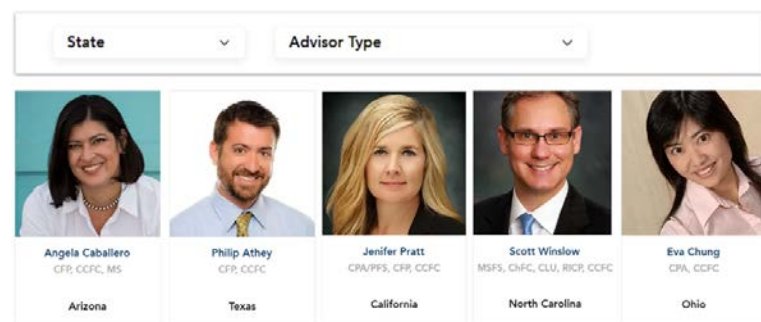 State
Advisor Type
Angela Caballero
CFP, CCFC, MS
Arizona
Philip Athey
CFP, CCFC
Texas
Jenifer Pratt
CPA/PFS, CFP, CCFC
California
Scott Winslow
MSFS, ChFC, CLU, RICP, CCFC
North Carolina
Eva Chung
CPA, CCFC
Ohio